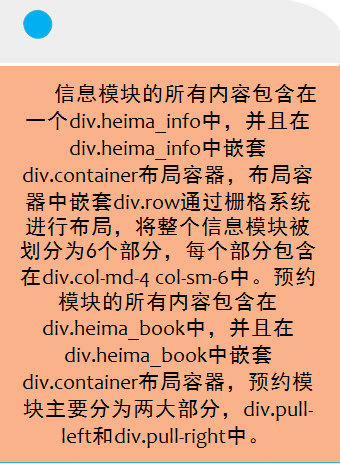 信息模块的所有内容包含在
一个div.heima_info中，并且在
div.heima_info中嵌套
div.container布局容器，布局容
器中嵌套div.row通过栅格系统
进行布局，将整个信息模块被
划分为6个部分，每个部分包含
在div.col-md-4 col-sm-6中。预约
模块的所有内容包含在
div.heima_book中，并且在
div.heima_book中嵌套
div.container布局容器，预约模
块主要分为两大部分，div.pull-
left和div.pull-right中。